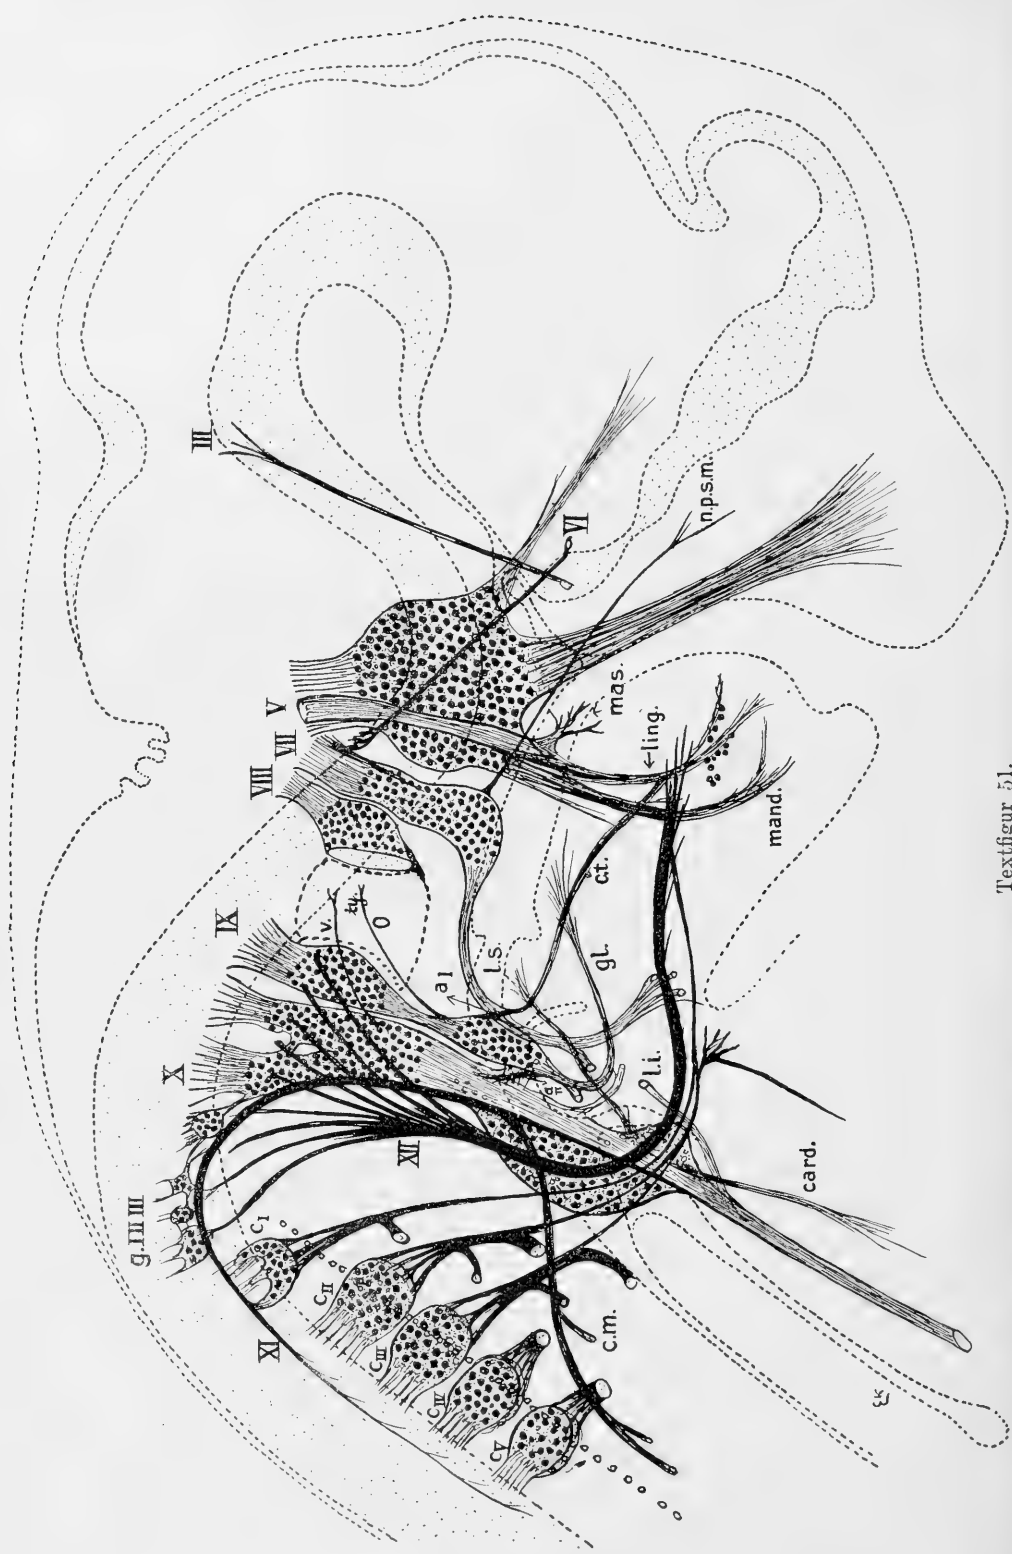 III
VI
n.p.s.m.
V
VII
VIII
mas.
←ling.
mand.
IX
v.
ty.
O
c.t.
a l
l.s.
gl.
X
l.i.
XII
card.
g. I II III
c I
c II
c III
c IV
c V
XI
c.m.
Textfigur 51.